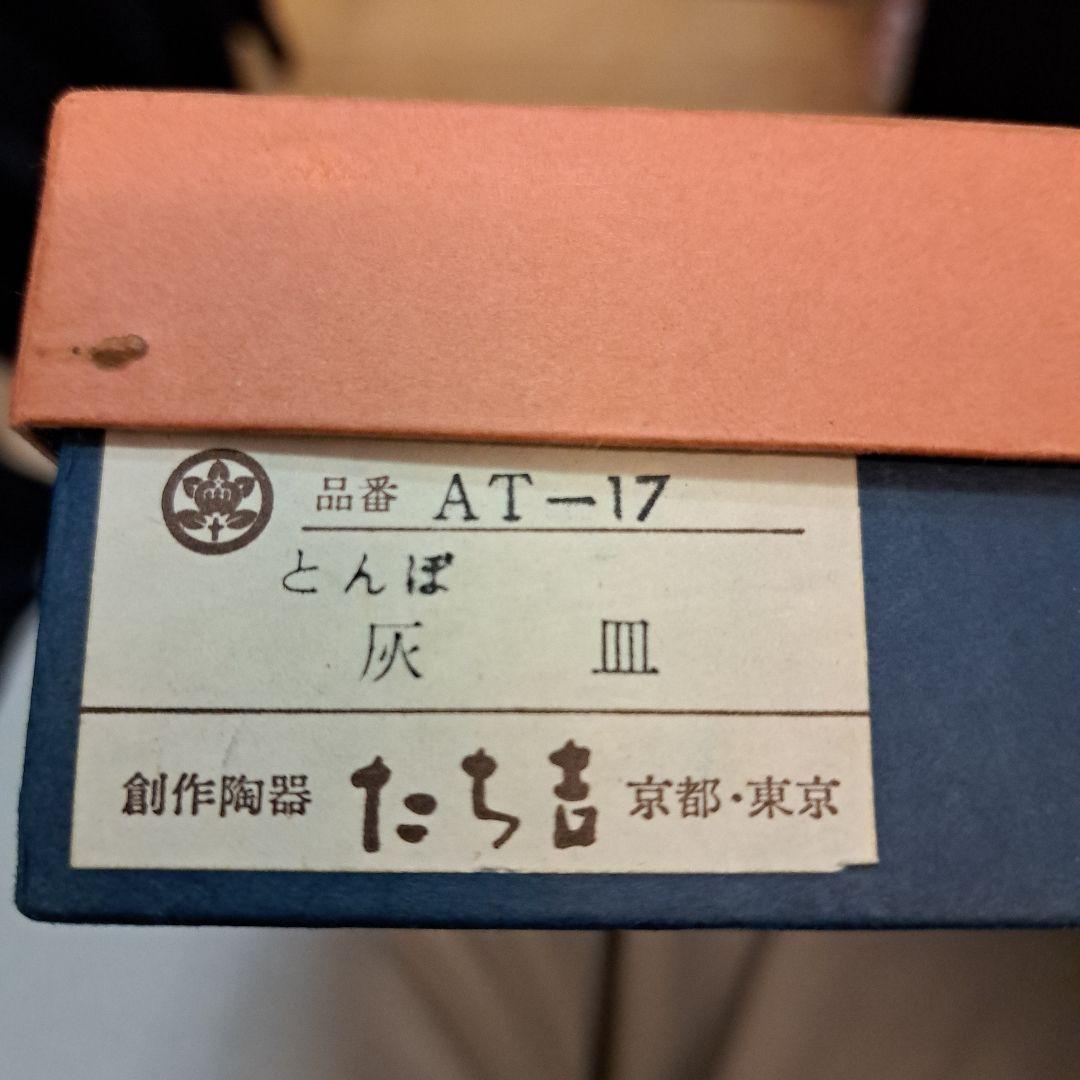 品番 AT-17
とんぼ
灰皿
創作陶器 たち吉 京都・東京